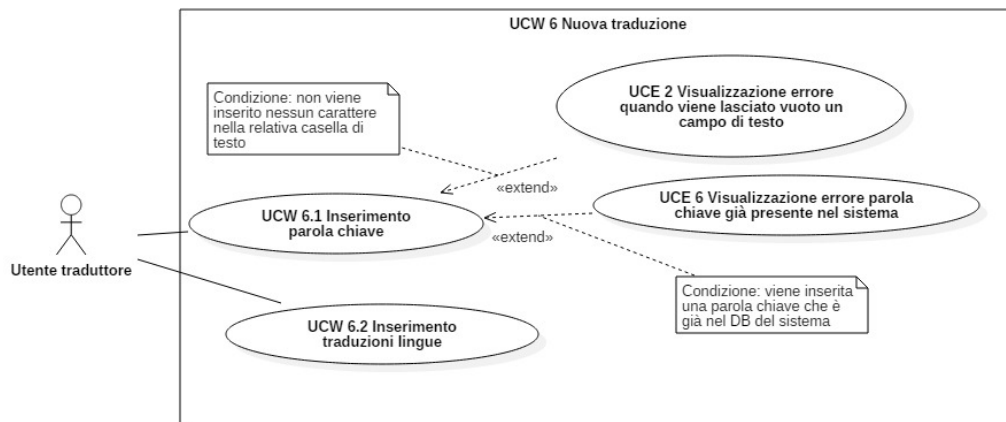 UCW 6 Nuova traduzione
Condizione: non viene
inserito nessun carattere
nella relativa casella di
testo
UCE 2 Visualizzazione errore
quando viene lasciato vuoto un
campo di testo
«extend»
UCE 6 Visualizzazione errore parola
chiave già presente nel sistema
UCW 6.1 Inserimento
parola chiave
«extend»
Utente traduttore
Condizione: viene inserita
una parola chiave che è
già nel DB del sistema
UCW 6.2 Inserimento
traduzioni lingue